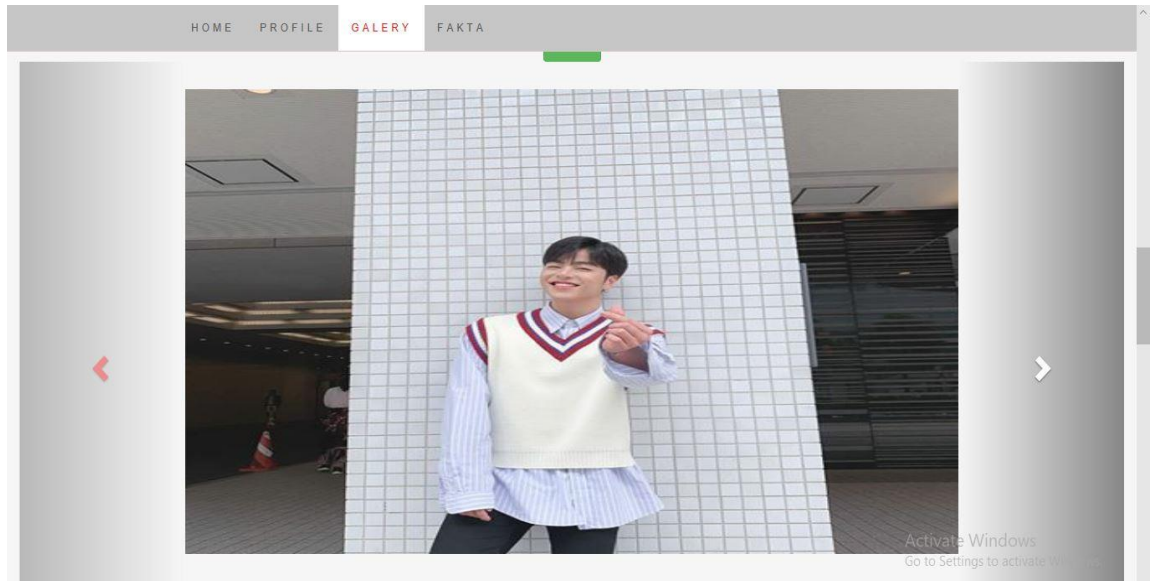 HOME PROFILE GALERY FAKTA
Activate Windows
Go to Settings to activate